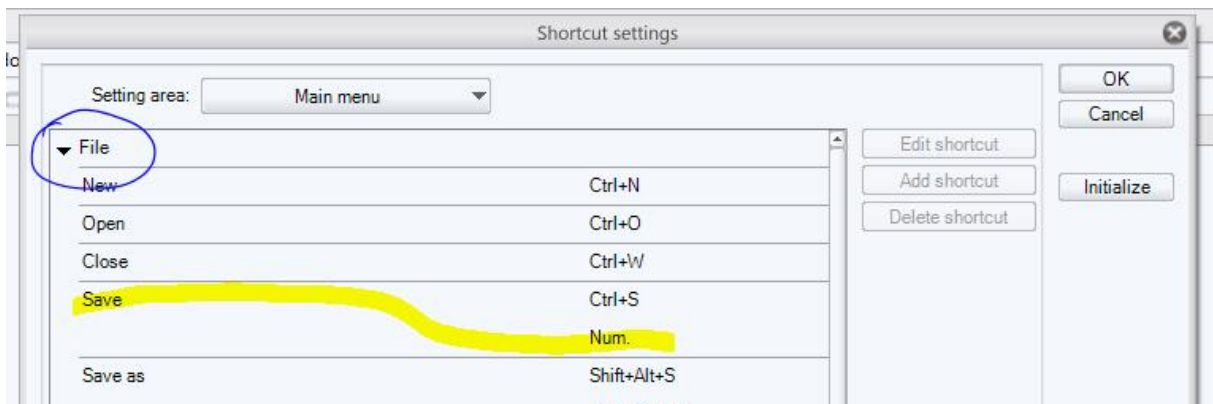 Shortcut settings
Setting area: Main menu
OK
Cancel
File
Edit shortcut
New Ctrl+N
Add shortcut
Initialize
Open Ctrl+O
Delete shortcut
Close Ctrl+W
Save Ctrl+S
Num.
Save as Shift+Alt+S